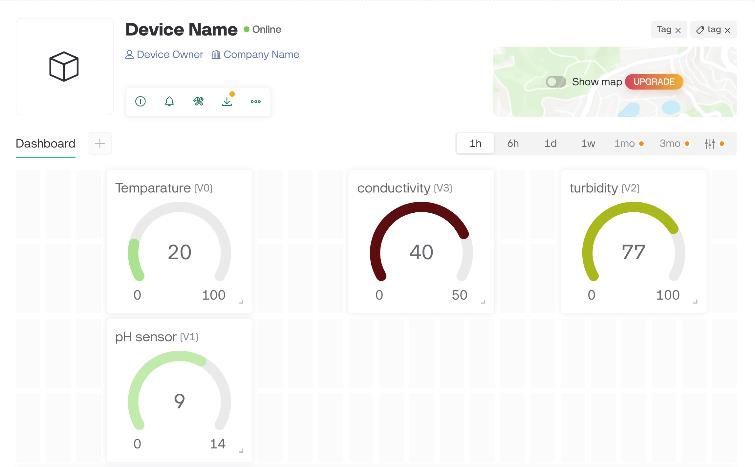 Device Name Online
Tag × tag ×
Device Owner Company Name
Show map UPGRADE
Dashboard + 1h 6h 1d 1w 1mo 3mo
Temparature (V0) conductivity (V3) turbidity (V2)
20 40 77
0 100 0 50 0 100
pH sensor (V1)
9
0 14